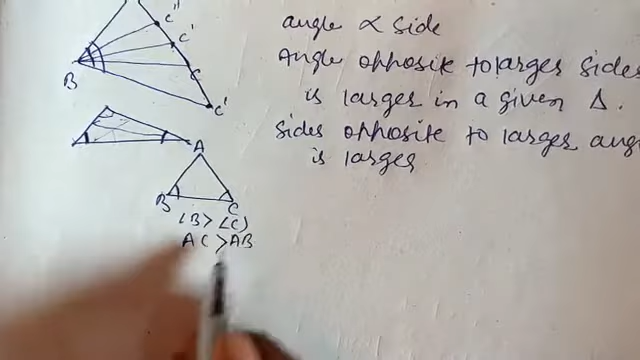 angle ∝ side
Angle opposite to larger sides
is larger in a given Δ.
sides opposite to larger angle
is larger
B
C''
C'
C
C'
A
B C
∠B > ∠C
AC > AB